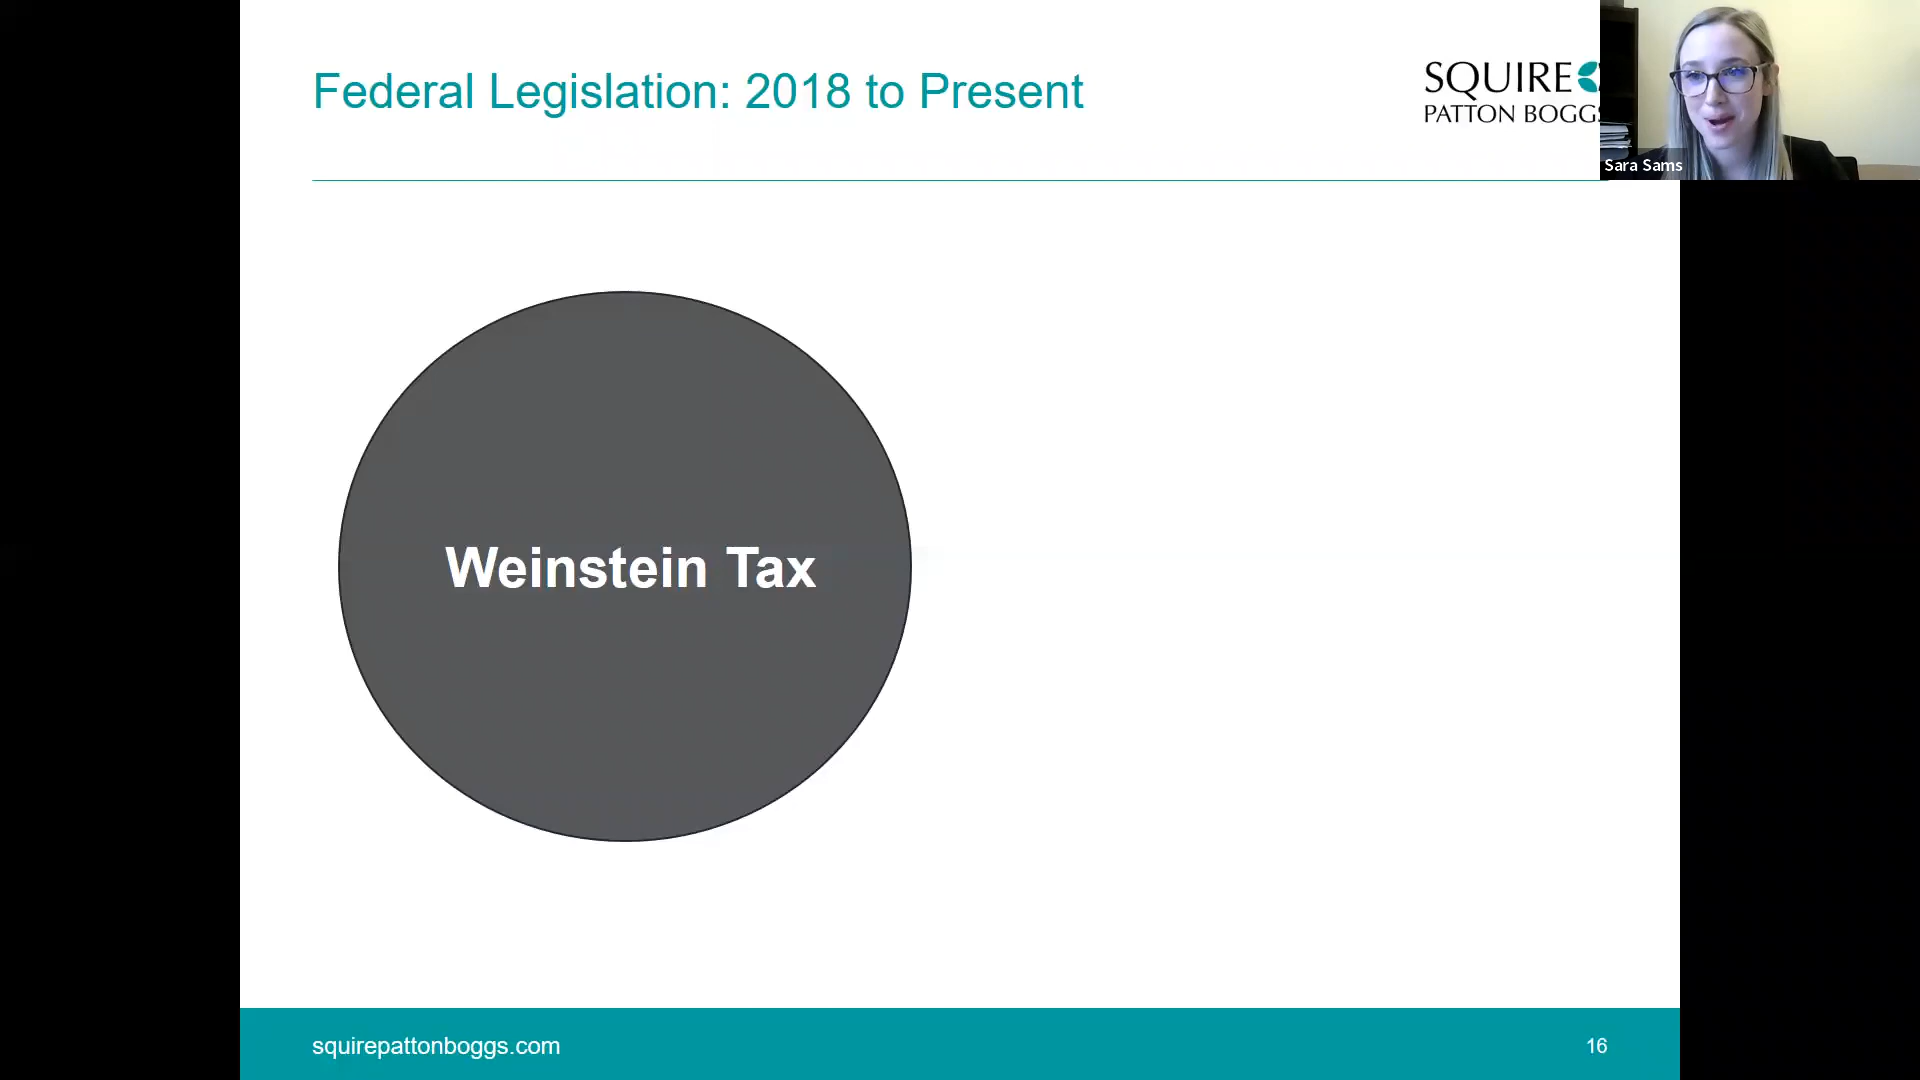 Federal Legislation: 2018 to Present
SQUIRE
PATTON BOGGS
Sara Sams
Weinstein Tax
squirepattonboggs.com
16